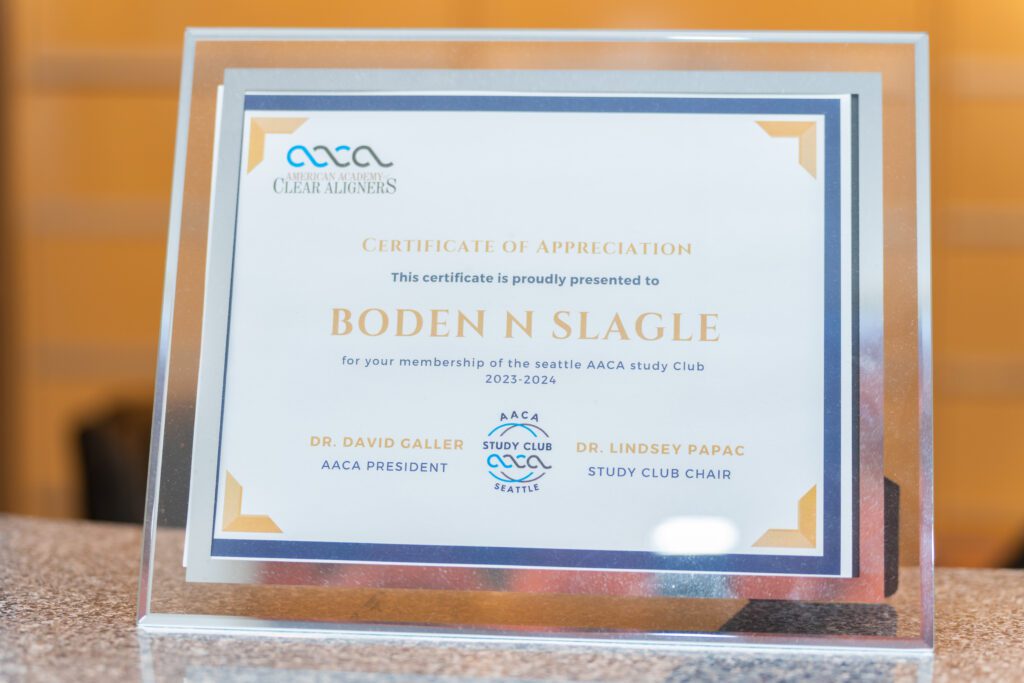 aaca
AMERICAN ACADEMY
CLEAR ALIGNERS
CERTIFICATE OF APPRECIATION
This certificate is proudly presented to
BODEN N SLAGLE
for your membership of the seattle AACA study Club
2023-2024
DR. DAVID GALLER
AACA PRESIDENT
AACA
STUDY CLUB
aaca
SEATTLE
DR. LINDSEY PAPAC
STUDY CLUB CHAIR